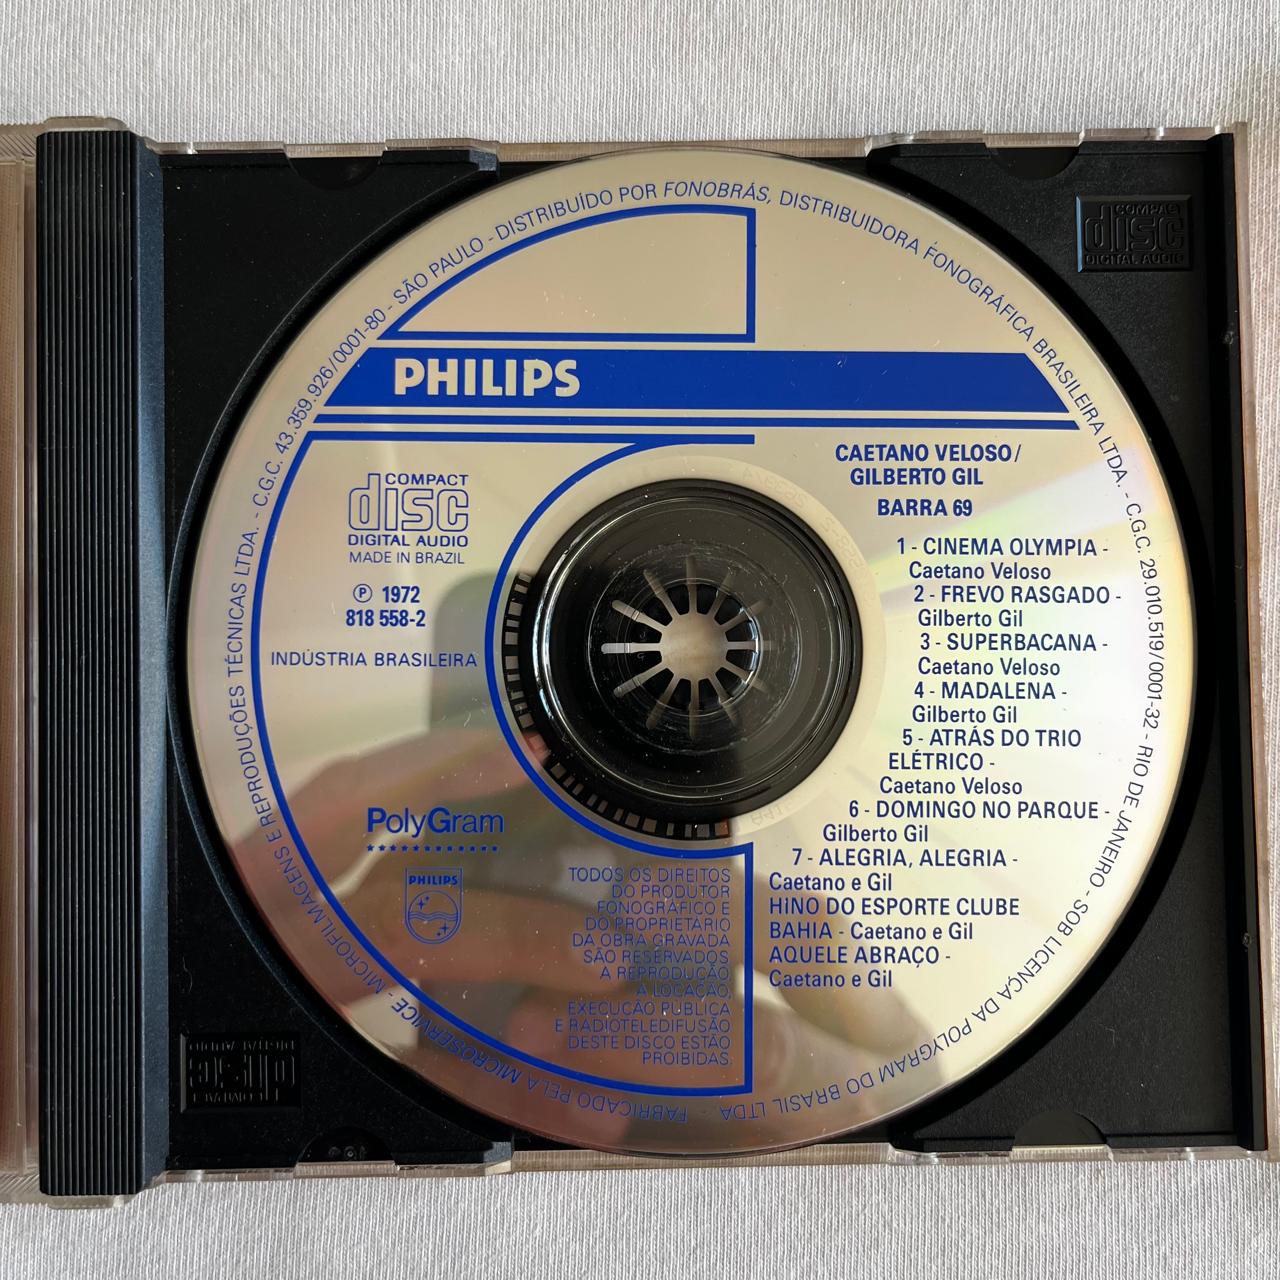 FABRICADO PELA MICROSERVICE - MICROFILMAGENS E REPRODUÇÕES TÉCNICAS LTDA. - C.G.C. 43.359.926/0001-80 - SÃO PAULO - DISTRIBUÍDO POR FONOBRÁS, DISTRIBUIDORA FONOGRÁFICA BRASILEIRA LTDA. - C.G.C. 29.010.519/0001-32 - RIO DE JANEIRO - SOB LICENÇA DA POLYGRAM DO BRASIL LTDA
PHILIPS
COMPACT
disc
DIGITAL AUDIO
MADE IN BRAZIL
Ⓟ 1972
818 558-2
INDÚSTRIA BRASILEIRA
CAETANO VELOSO/
GILBERTO GIL
BARRA 69
1 - CINEMA OLYMPIA -
Caetano Veloso
2 - FREVO RASGADO -
Gilberto Gil
3 - SUPERBACANA -
Caetano Veloso
4 - MADALENA -
Gilberto Gil
5 - ATRÁS DO TRIO
ELÉTRICO -
Caetano Veloso
6 - DOMINGO NO PARQUE -
Gilberto Gil
7 - ALEGRIA, ALEGRIA -
Caetano e Gil
HINO DO ESPORTE CLUBE
BAHIA - Caetano e Gil
AQUELE ABRAÇO -
Caetano e Gil
PolyGram
PHILIPS
TODOS OS DIREITOS
DO PRODUTOR
FONOGRÁFICO E
DO PROPRIETÁRIO
DA OBRA GRAVADA
SÃO RESERVADOS
A REPRODUÇÃO,
A LOCAÇÃO,
EXECUÇÃO PÚBLICA
E RADIOTELEDIFUSÃO
DESTE DISCO ESTÃO
PROIBIDAS.
COMPACT
disc
DIGITAL AUDIO
COMPACT
disc
DIGITAL AUDIO